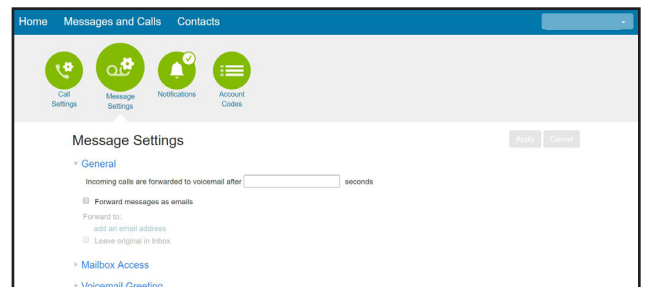 Home Messages and Calls Contacts
Call Settings
Message Settings
Notifications
Account Codes
Message Settings Apply Cancel
General
Incoming calls are forwarded to voicemail after seconds
Forward messages as emails
Forward to:
add an email address
Leave original in Inbox
Mailbox Access
Voicemail Greeting